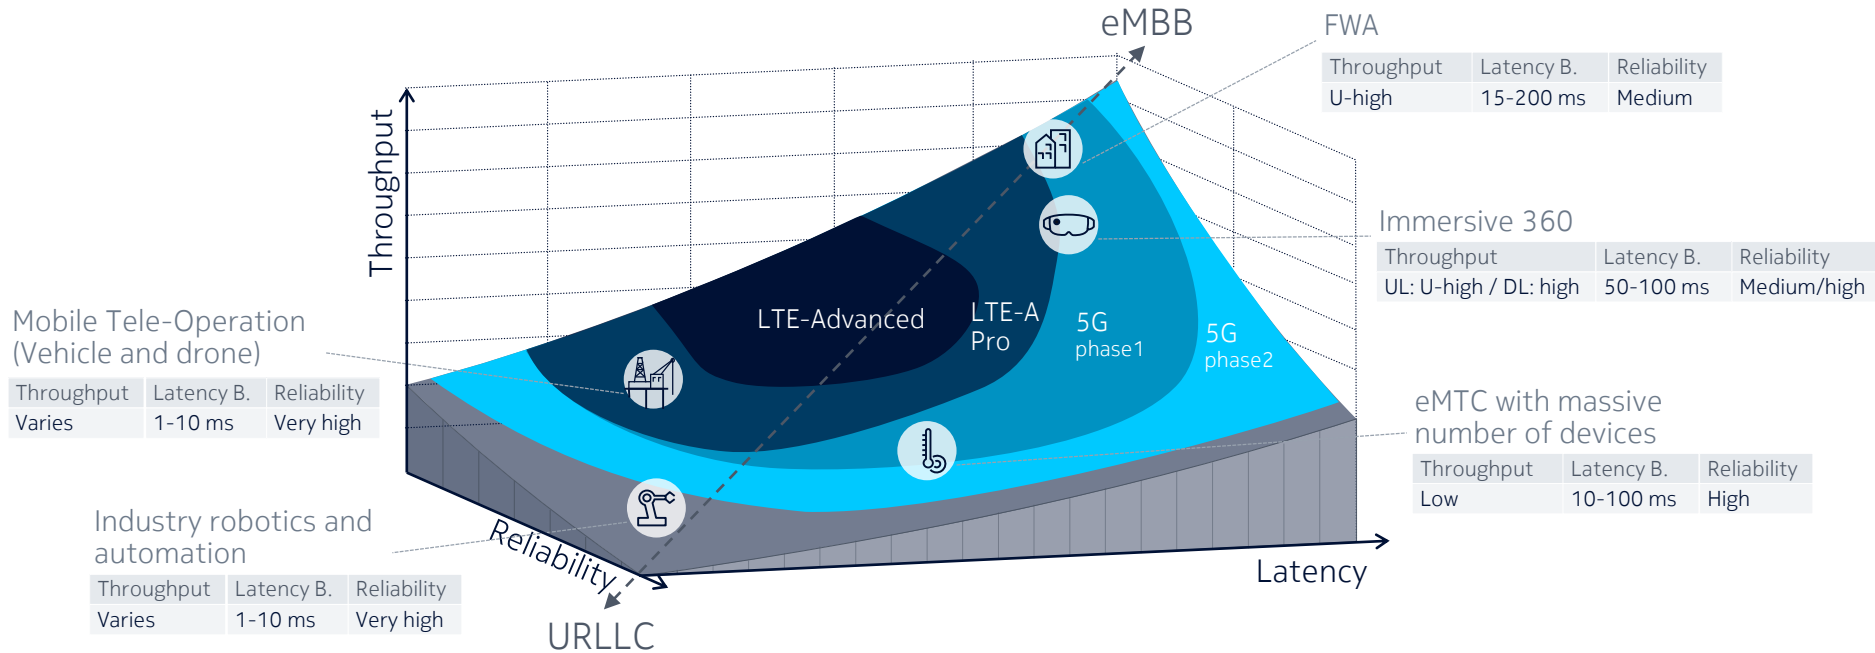 eMBB
FWA
Throughput Latency B. Reliability
U-high 15-200 ms Medium
Throughput
Immersive 360
Throughput Latency B. Reliability
UL: U-high / DL: high 50-100 ms Medium/high
LTE-Advanced
LTE-A
Pro
5G
phase1
5G
phase2
Mobile Tele-Operation
(Vehicle and drone)
Throughput Latency B. Reliability
Varies 1-10 ms Very high
eMTC with massive
number of devices
Throughput Latency B. Reliability
Low 10-100 ms High
Industry robotics and
automation
Throughput Latency B. Reliability
Varies 1-10 ms Very high
Reliability
Latency
URLLC